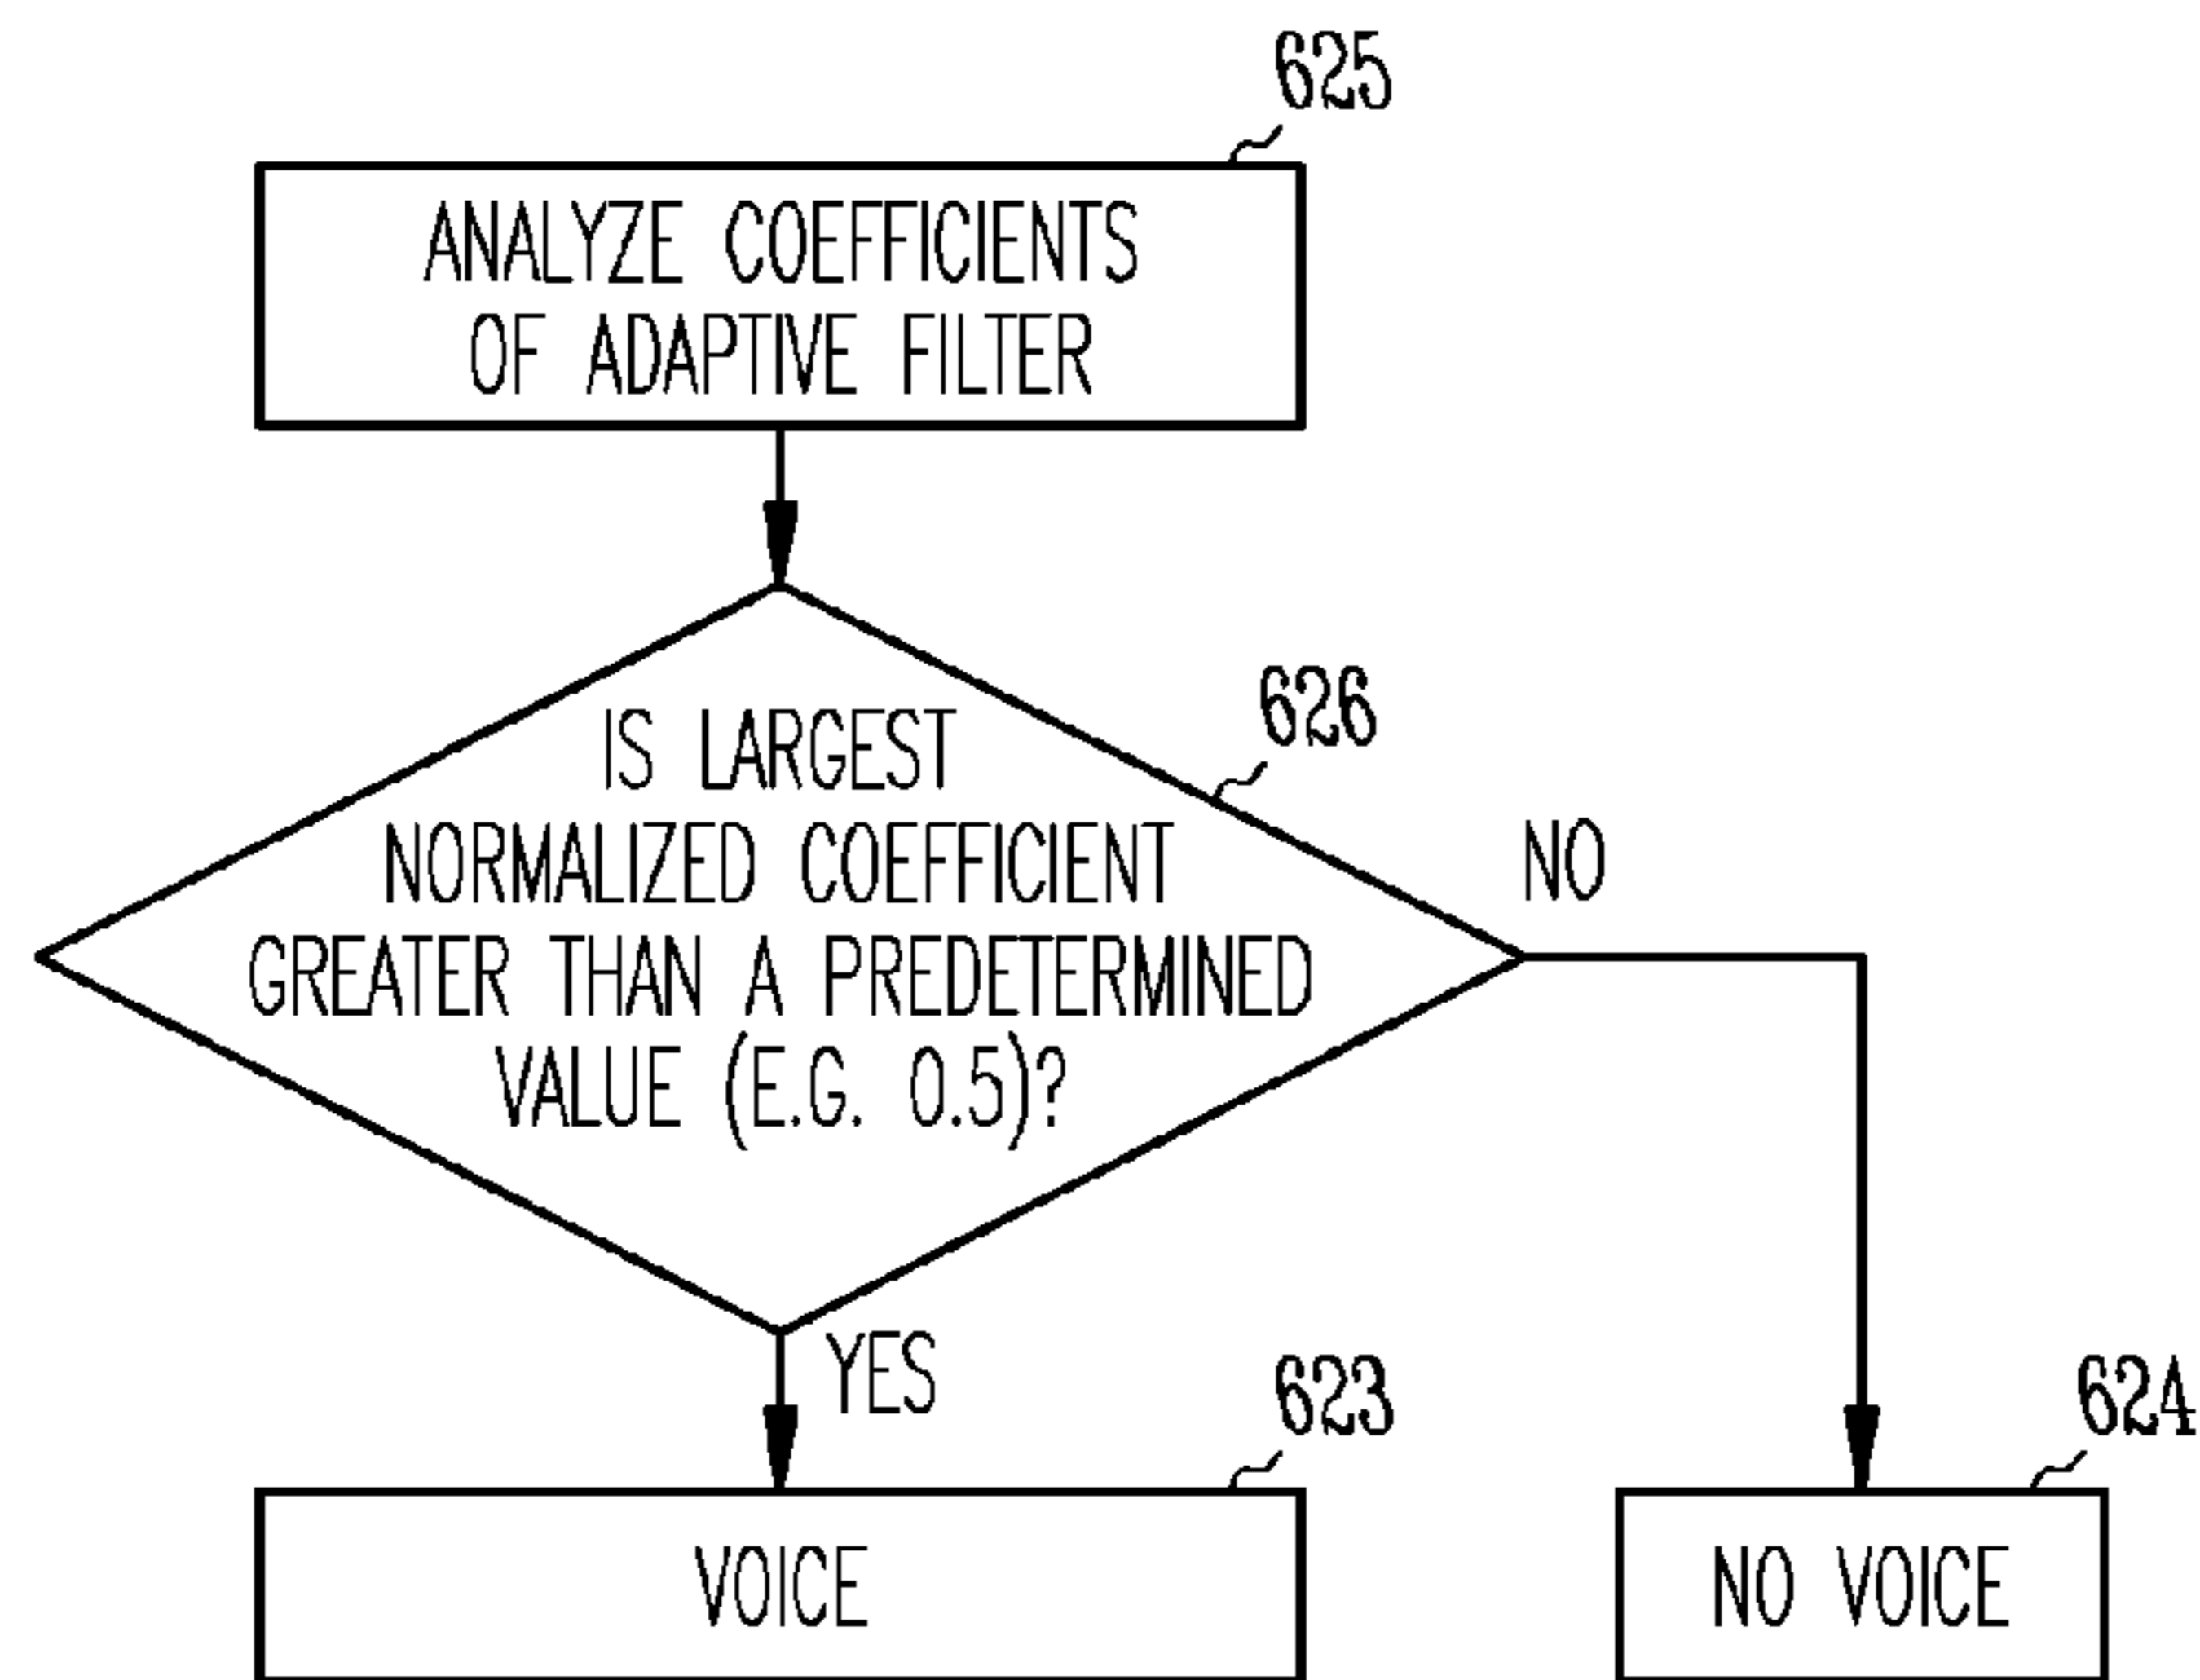 625
ANALYZE COEFFICIENTS
OF ADAPTIVE FILTER
626
IS LARGEST
NORMALIZED COEFFICIENT
GREATER THAN A PREDETERMINED
VALUE (E.G. 0.5)?
NO
YES
623
VOICE
624
NO VOICE